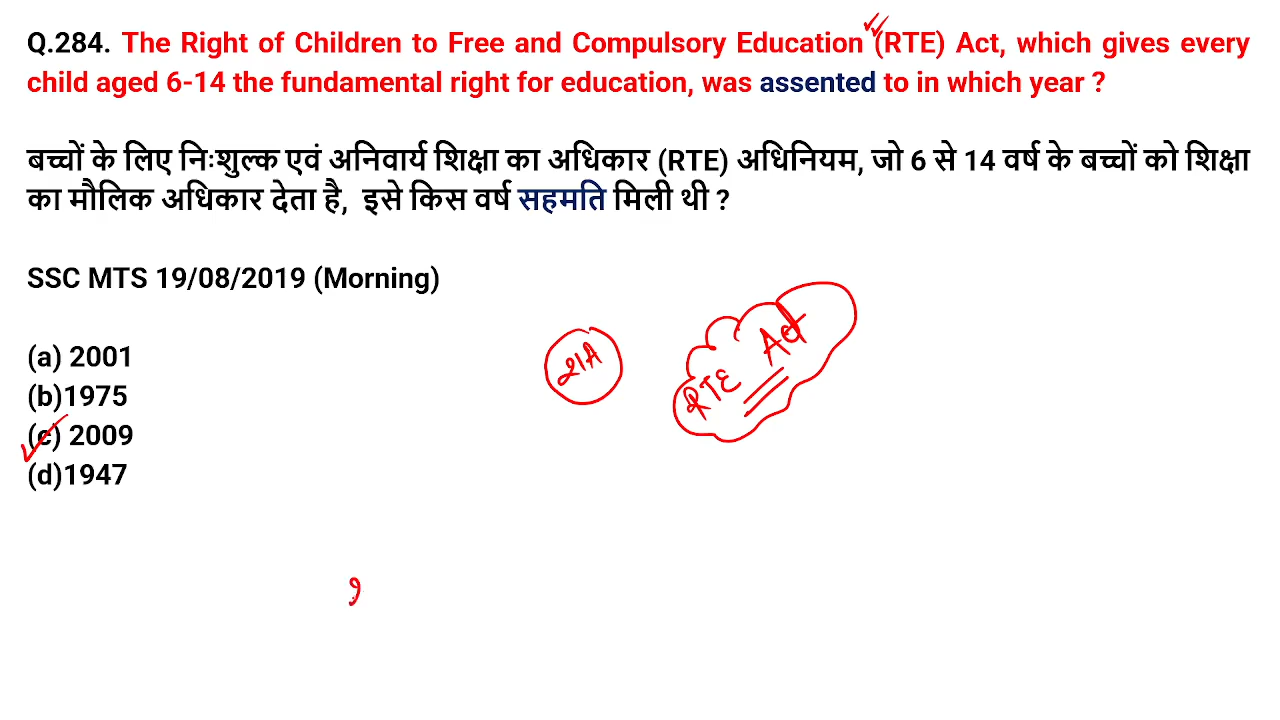 Q.284. The Right of Children to Free and Compulsory Education (RTE) Act, which gives every
child aged 6-14 the fundamental right for education, was assented to in which year ?
बच्चों के लिए निःशुल्क एवं अनिवार्य शिक्षा का अधिकार (RTE) अधिनियम, जो 6 से 14 वर्ष के बच्चों को शिक्षा
का मौलिक अधिकार देता है, इसे किस वर्ष सहमति मिली थी ?
SSC MTS 19/08/2019 (Morning)
(a) 2001
(b)1975
(c) 2009
(d)1947
21A
RTE Act